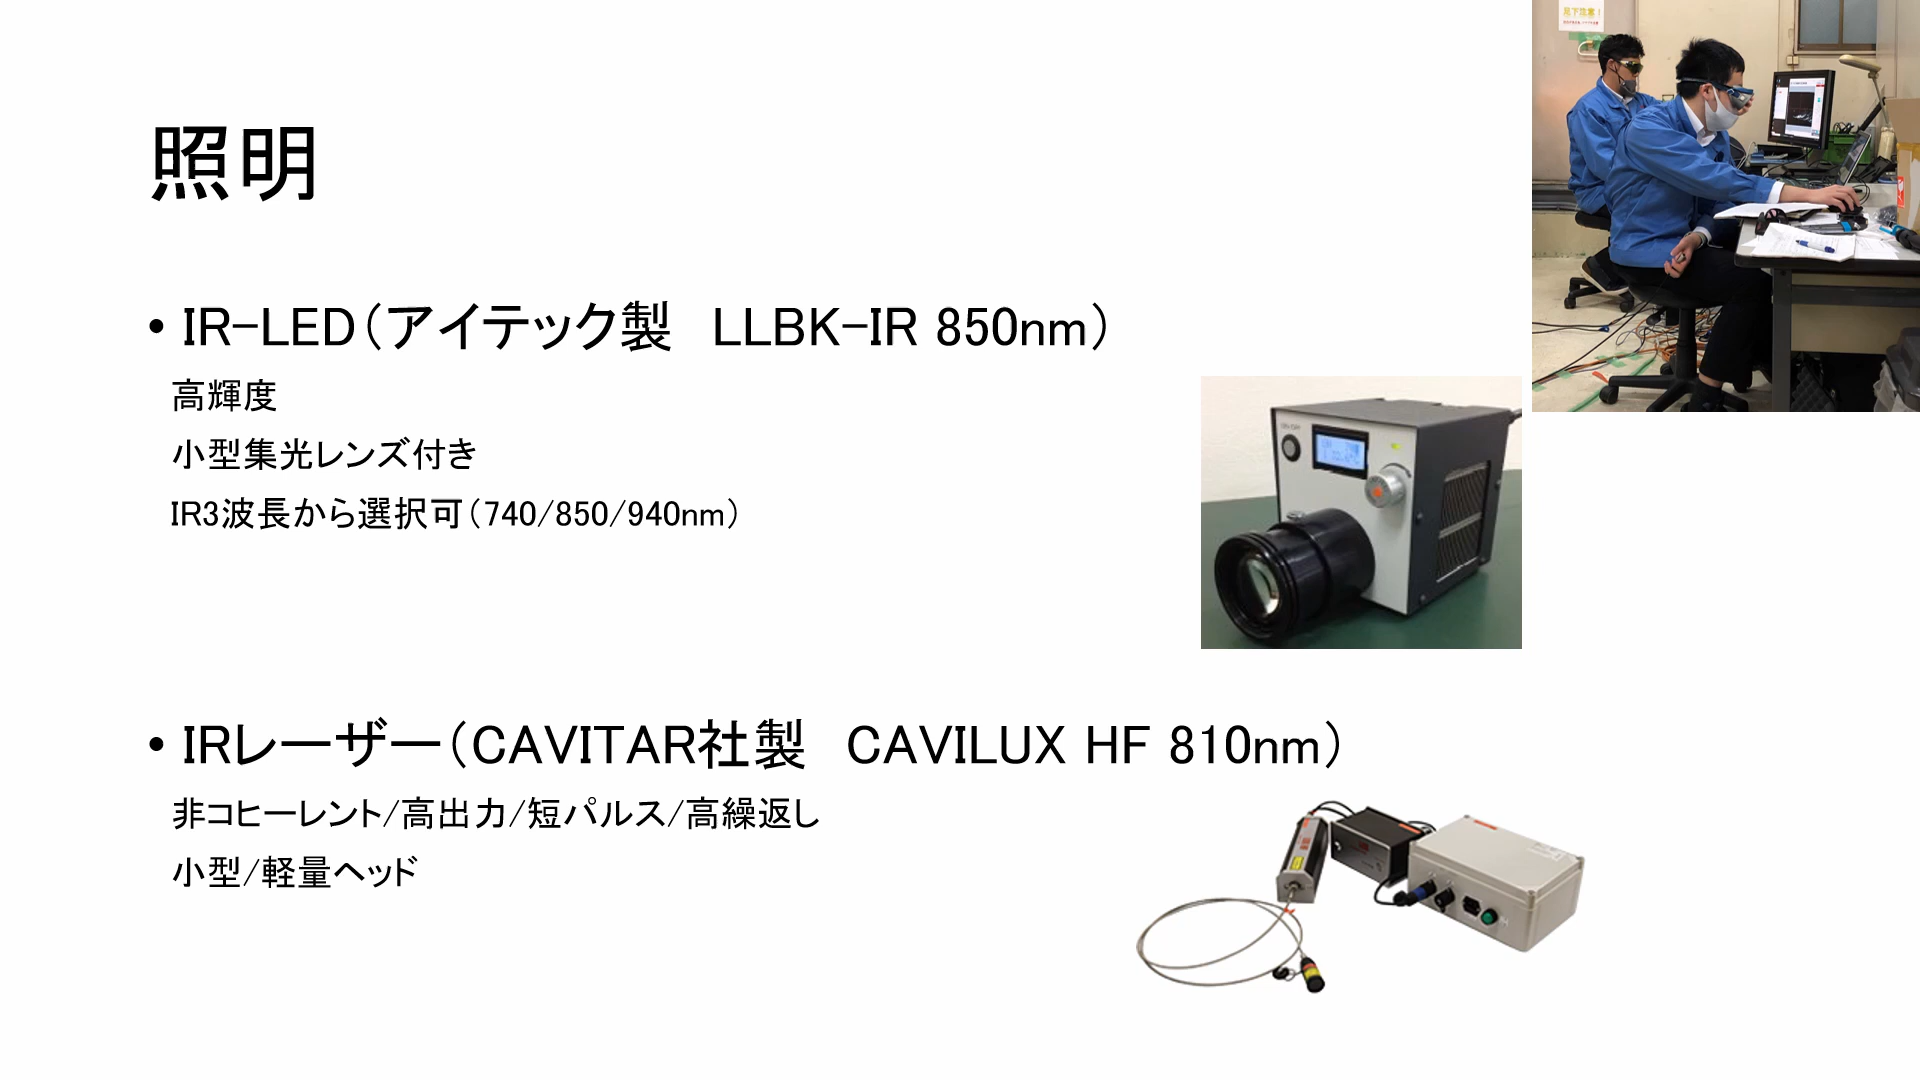 足下注意！
照明
• IR-LED（アイテック製　LLBK-IR 850nm）
高輝度
小型集光レンズ付き
IR3波長から選択可（740/850/940nm）
• IRレーザー（CAVITAR社製　CAVILUX HF 810nm）
非コヒーレント/高出力/短パルス/高繰返し
小型/軽量ヘッド